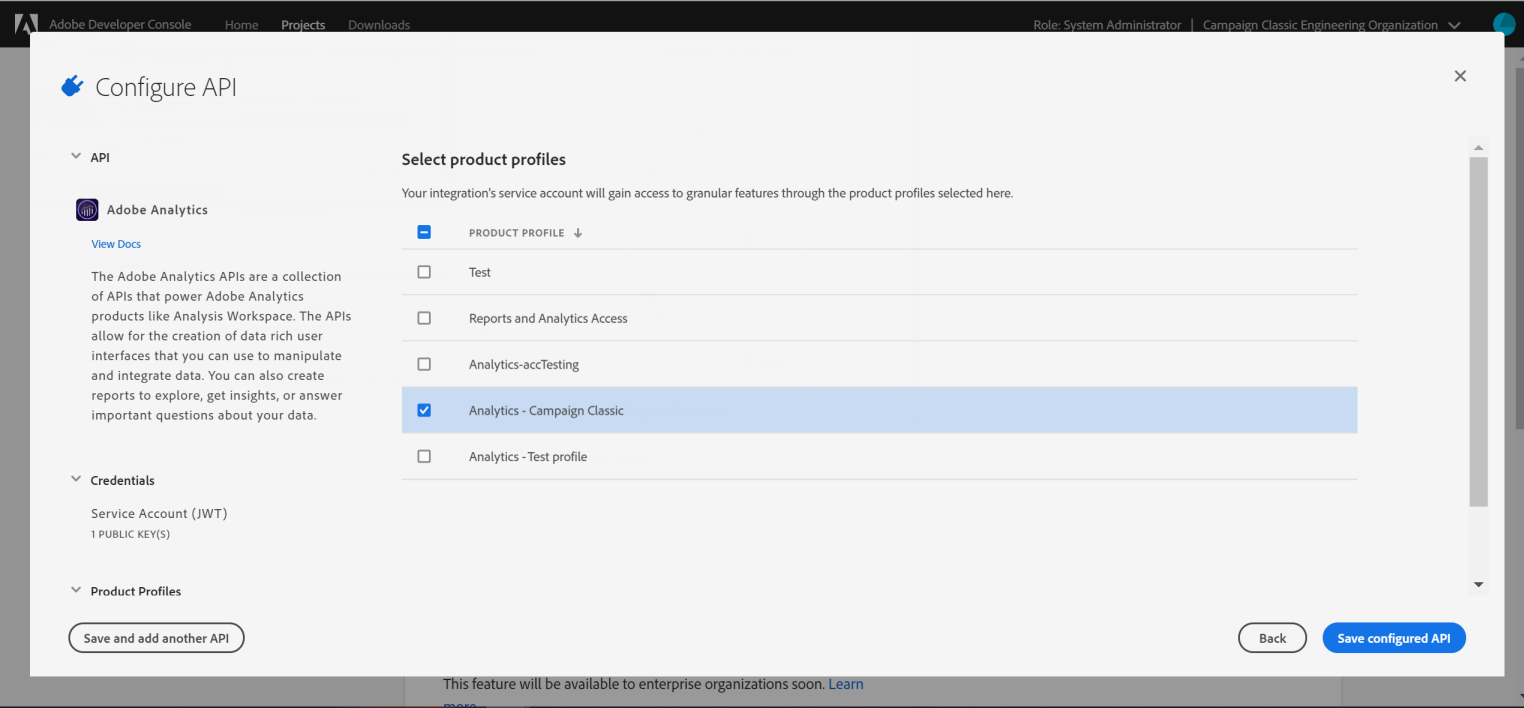 Adobe Developer Console Home Projects Downloads Role: System Administrator | Campaign Classic Engineering Organization
Configure API
API
Adobe Analytics
View Docs
The Adobe Analytics APIs are a collection
of APIs that power Adobe Analytics
products like Analysis Workspace. The APIs
allow for the creation of data rich user
interfaces that you can use to manipulate
and integrate data. You can also create
reports to explore, get insights, or answer
important questions about your data.
Credentials
Service Account (JWT)
1 PUBLIC KEY(S)
Product Profiles
Select product profiles
Your integration's service account will gain access to granular features through the product profiles selected here.
PRODUCT PROFILE
Test
Reports and Analytics Access
Analytics-accTesting
Analytics - Campaign Classic
Analytics - Test profile
Save and add another API
Back
Save configured API
This feature will be available to enterprise organizations soon. Learn
more